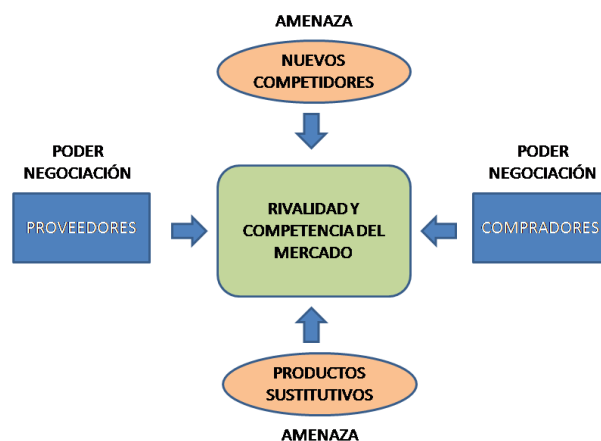 AMENAZA
NUEVOS
COMPETIDORES
PODER
NEGOCIACIÓN
PROVEEDORES
RIVALIDAD Y
COMPETENCIA DEL
MERCADO
PODER
NEGOCIACIÓN
COMPRADORES
PRODUCTOS
SUSTITUTIVOS
AMENAZA